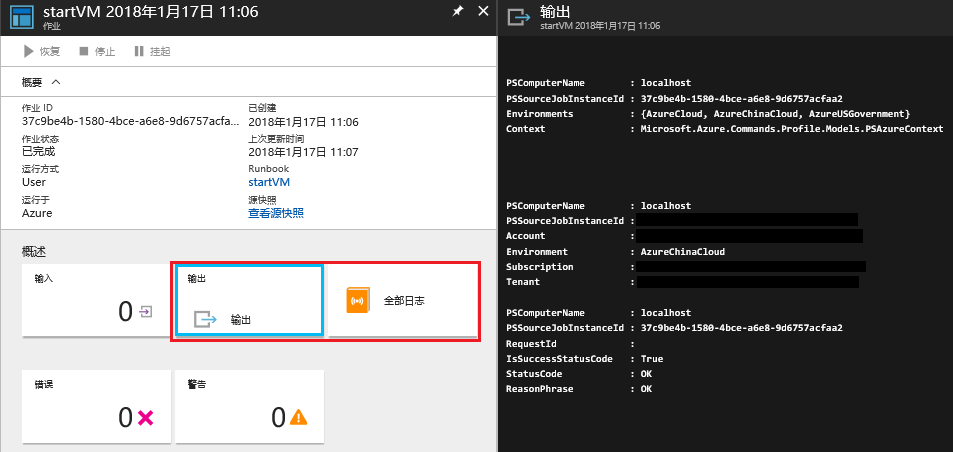 startVM 2018年1月17日 11:06
作业
恢复 停止 挂起
概要
作业 ID 已创建
37c9be4b-1580-4bce-a6e8-9d6757acfa... 2018年1月17日 11:06
作业状态 上次更新时间
已完成 2018年1月17日 11:07
运行方式 Runbook
User startVM
运行于 源快照
Azure 查看源快照
概述
输入 输出
0 输出 全部日志
错误 警告
0 0
输出
startVM 2018年1月17日 11:06
PSComputerName : localhost
PSSourceJobInstanceId : 37c9be4b-1580-4bce-a6e8-9d6757acfaa2
Environments : {AzureCloud, AzureChinaCloud, AzureUSGovernment}
Context : Microsoft.Azure.Commands.Profile.Models.PSAzureContext
PSComputerName : localhost
PSSourceJobInstanceId :
Account :
Environment : AzureChinaCloud
Subscription :
Tenant :
PSComputerName : localhost
PSSourceJobInstanceId : 37c9be4b-1580-4bce-a6e8-9d6757acfaa2
RequestId :
IsSuccessStatusCode : True
StatusCode : OK
ReasonPhrase : OK